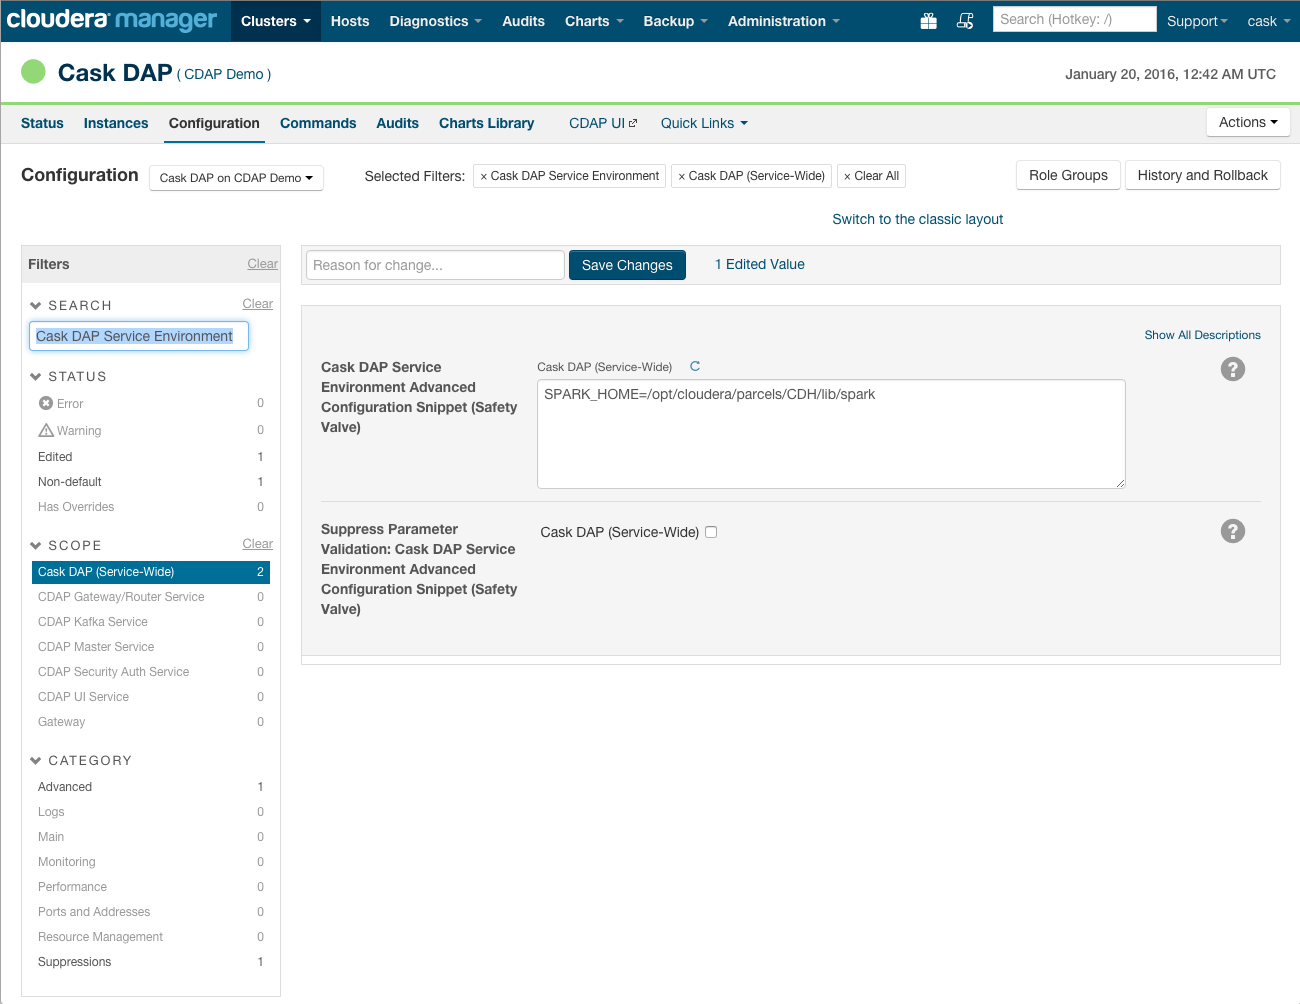 cloudera manager Clusters Hosts Diagnostics Audits Charts Backup Administration Search (Hotkey: /) Support cask
Cask DAP ( CDAP Demo ) January 20, 2016, 12:42 AM UTC
Status Instances Configuration Commands Audits Charts Library CDAP UI Quick Links Actions
Configuration Cask DAP on CDAP Demo Selected Filters: × Cask DAP Service Environment × Cask DAP (Service-Wide) × Clear All Role Groups History and Rollback
Switch to the classic layout
Filters Clear
Reason for change... Save Changes 1 Edited Value
SEARCH Clear
Cask DAP Service Environment
STATUS
Error 0
Warning 0
Edited 1
Non-default 1
Has Overrides 0
SCOPE Clear
Cask DAP (Service-Wide) 2
CDAP Gateway/Router Service 0
CDAP Kafka Service 0
CDAP Master Service 0
CDAP Security Auth Service 0
CDAP UI Service 0
Gateway 0
CATEGORY
Advanced 1
Logs 0
Main 0
Monitoring 0
Performance 0
Ports and Addresses 0
Resource Management 0
Suppressions 1
Show All Descriptions
Cask DAP Service
Environment Advanced
Configuration Snippet (Safety
Valve)
Cask DAP (Service-Wide)
SPARK_HOME=/opt/cloudera/parcels/CDH/lib/spark
?
Suppress Parameter
Validation: Cask DAP Service
Environment Advanced
Configuration Snippet (Safety
Valve)
Cask DAP (Service-Wide)
?